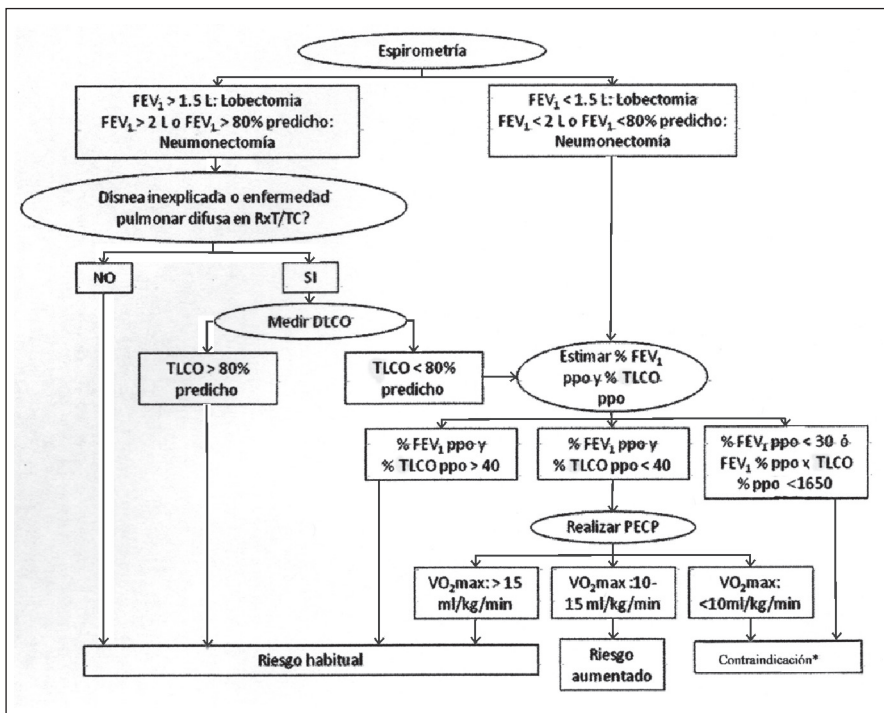 Espirometría
FEV₁ > 1.5 L: Lobectomia
FEV₁ > 2 L o FEV₁ > 80% predicho:
Neumonectomía
FEV₁ < 1.5 L: Lobectomia
FEV₁ < 2 L o FEV₁ <80% predicho:
Neumonectomía
Disnea inexplicada o enfermedad
pulmonar difusa en RxT/TC?
NO
SI
Medir DLCO
TLCO > 80%
predicho
TLCO < 80%
predicho
Estimar % FEV₁
ppo y % TLCO
ppo
% FEV₁ ppo y
% TLCO ppo > 40
% FEV₁ ppo y
% TLCO ppo < 40
% FEV₁ ppo < 30 ó
FEV₁ % ppo x TLCO
% ppo <1650
Realizar PECP
VO₂max: > 15
ml/kg/min
VO₂max :10-
15 ml/kg/min
VO₂max:
<10ml/kg/min
Riesgo habitual
Riesgo
aumentado
Contraindicación*